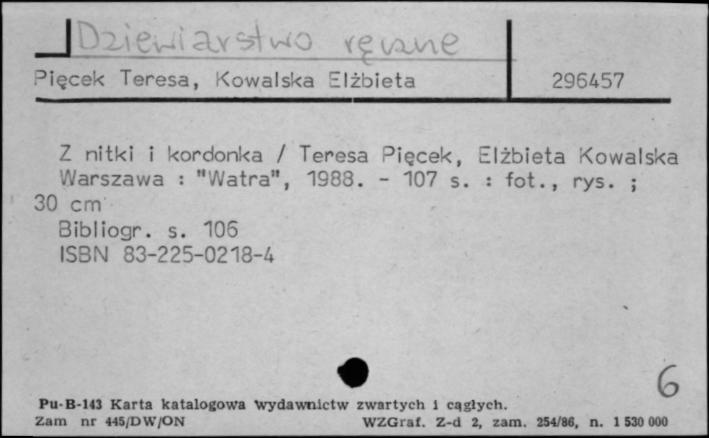 Dziewiarstwo ręczne
Pięcek Teresa, Kowalska Elżbieta 296457
Z nitki i kordonka / Teresa Pięcek, Elżbieta Kowalska
Warszawa : "Watra", 1988. - 107 s. : fot., rys. ;
30 cm
Bibliogr. s. 106
ISBN 83-225-0218-4
6
Pu-B-143 Karta katalogowa wydawnictw zwartych i cągłych.
Zam nr 445/DW/ON WZGraf. Z-d 2, zam. 254/86, n. 1 530 000